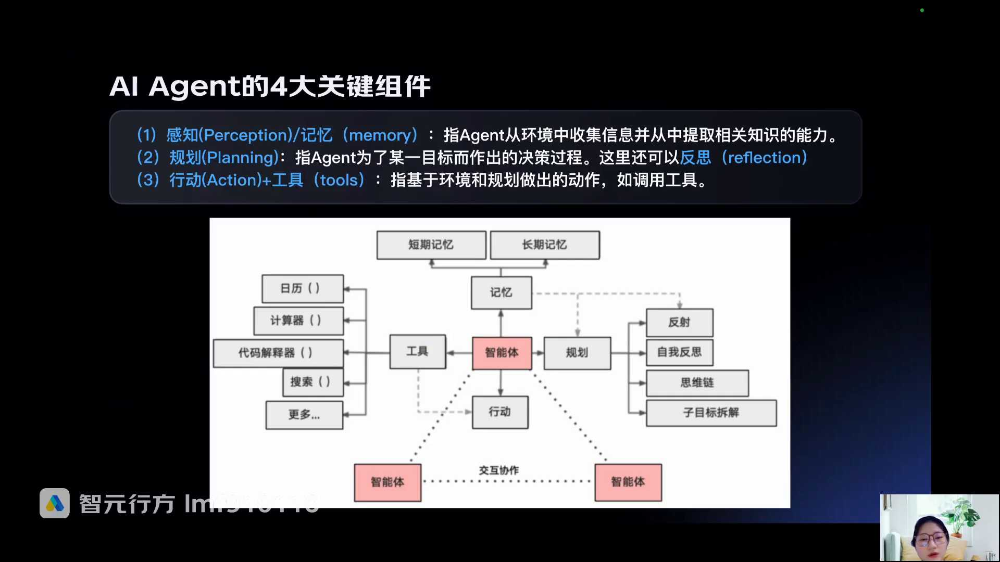 AI Agent的4大关键组件
（1）感知(Perception)/记忆（memory）：指Agent从环境中收集信息并从中提取相关知识的能力。
（2）规划(Planning)：指Agent为了某一目标而作出的决策过程。这里还可以反思（reflection）
（3）行动(Action)+工具（tools）：指基于环境和规划做出的动作，如调用工具。
短期记忆 长期记忆
日历（）
记忆
计算器（）
反射
代码解释器（）
工具 智能体 规划
自我反思
搜索（）
思维链
更多...
行动
子目标拆解
交互协作
智能体 智能体
智元行方